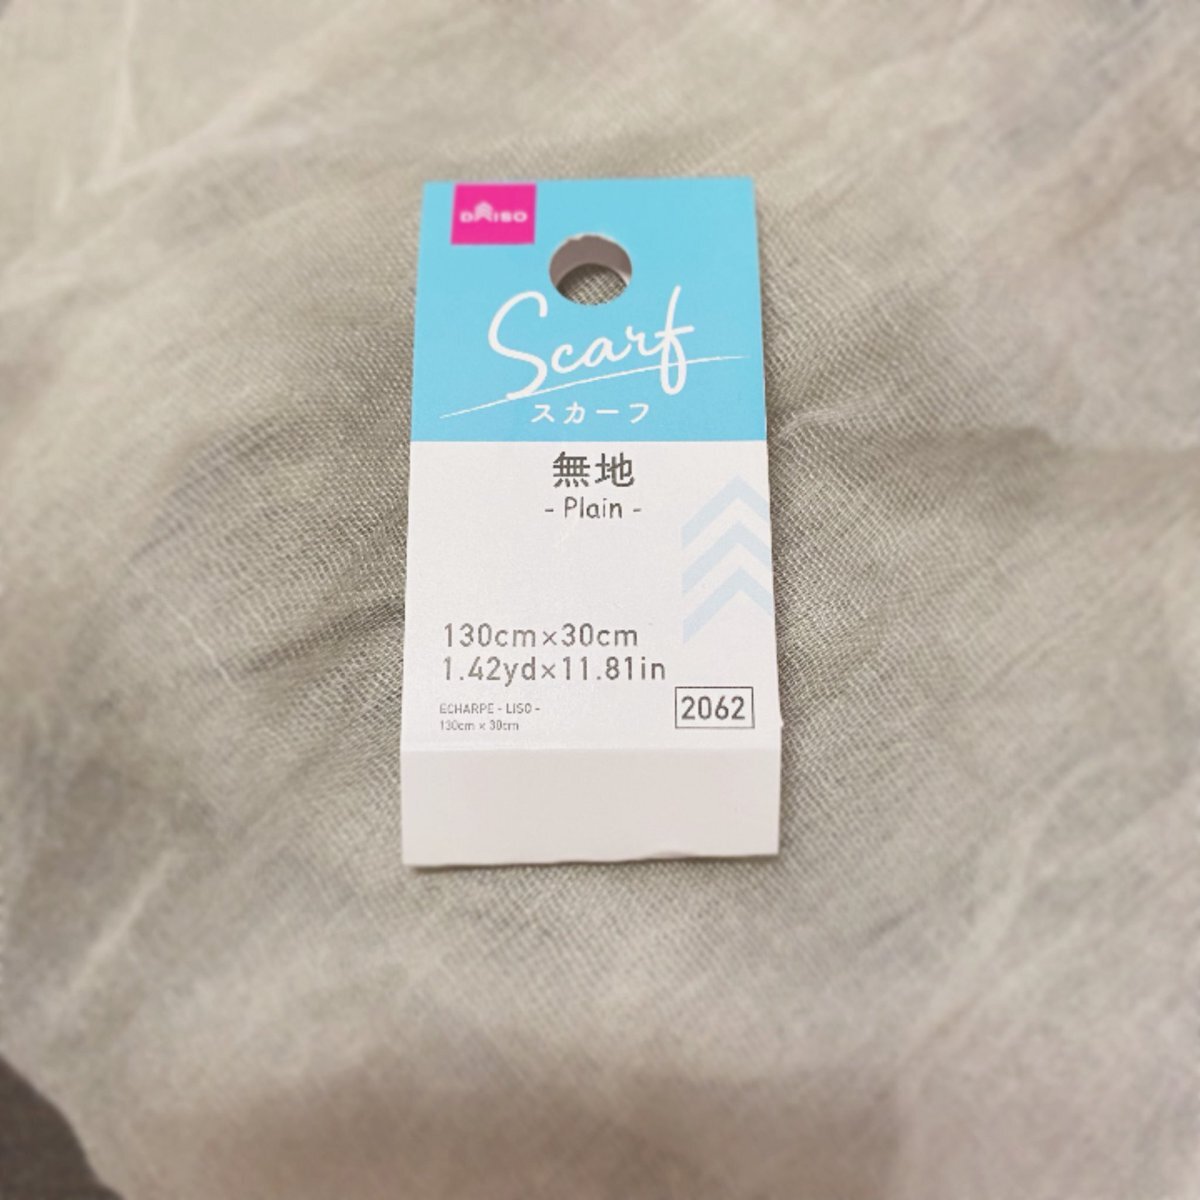 DAISO
Scarf
スカーフ
無地
- Plain -
130cm×30cm
1.42yd×11.81in
ECHARPE - LISO -
130cm × 30cm
2062